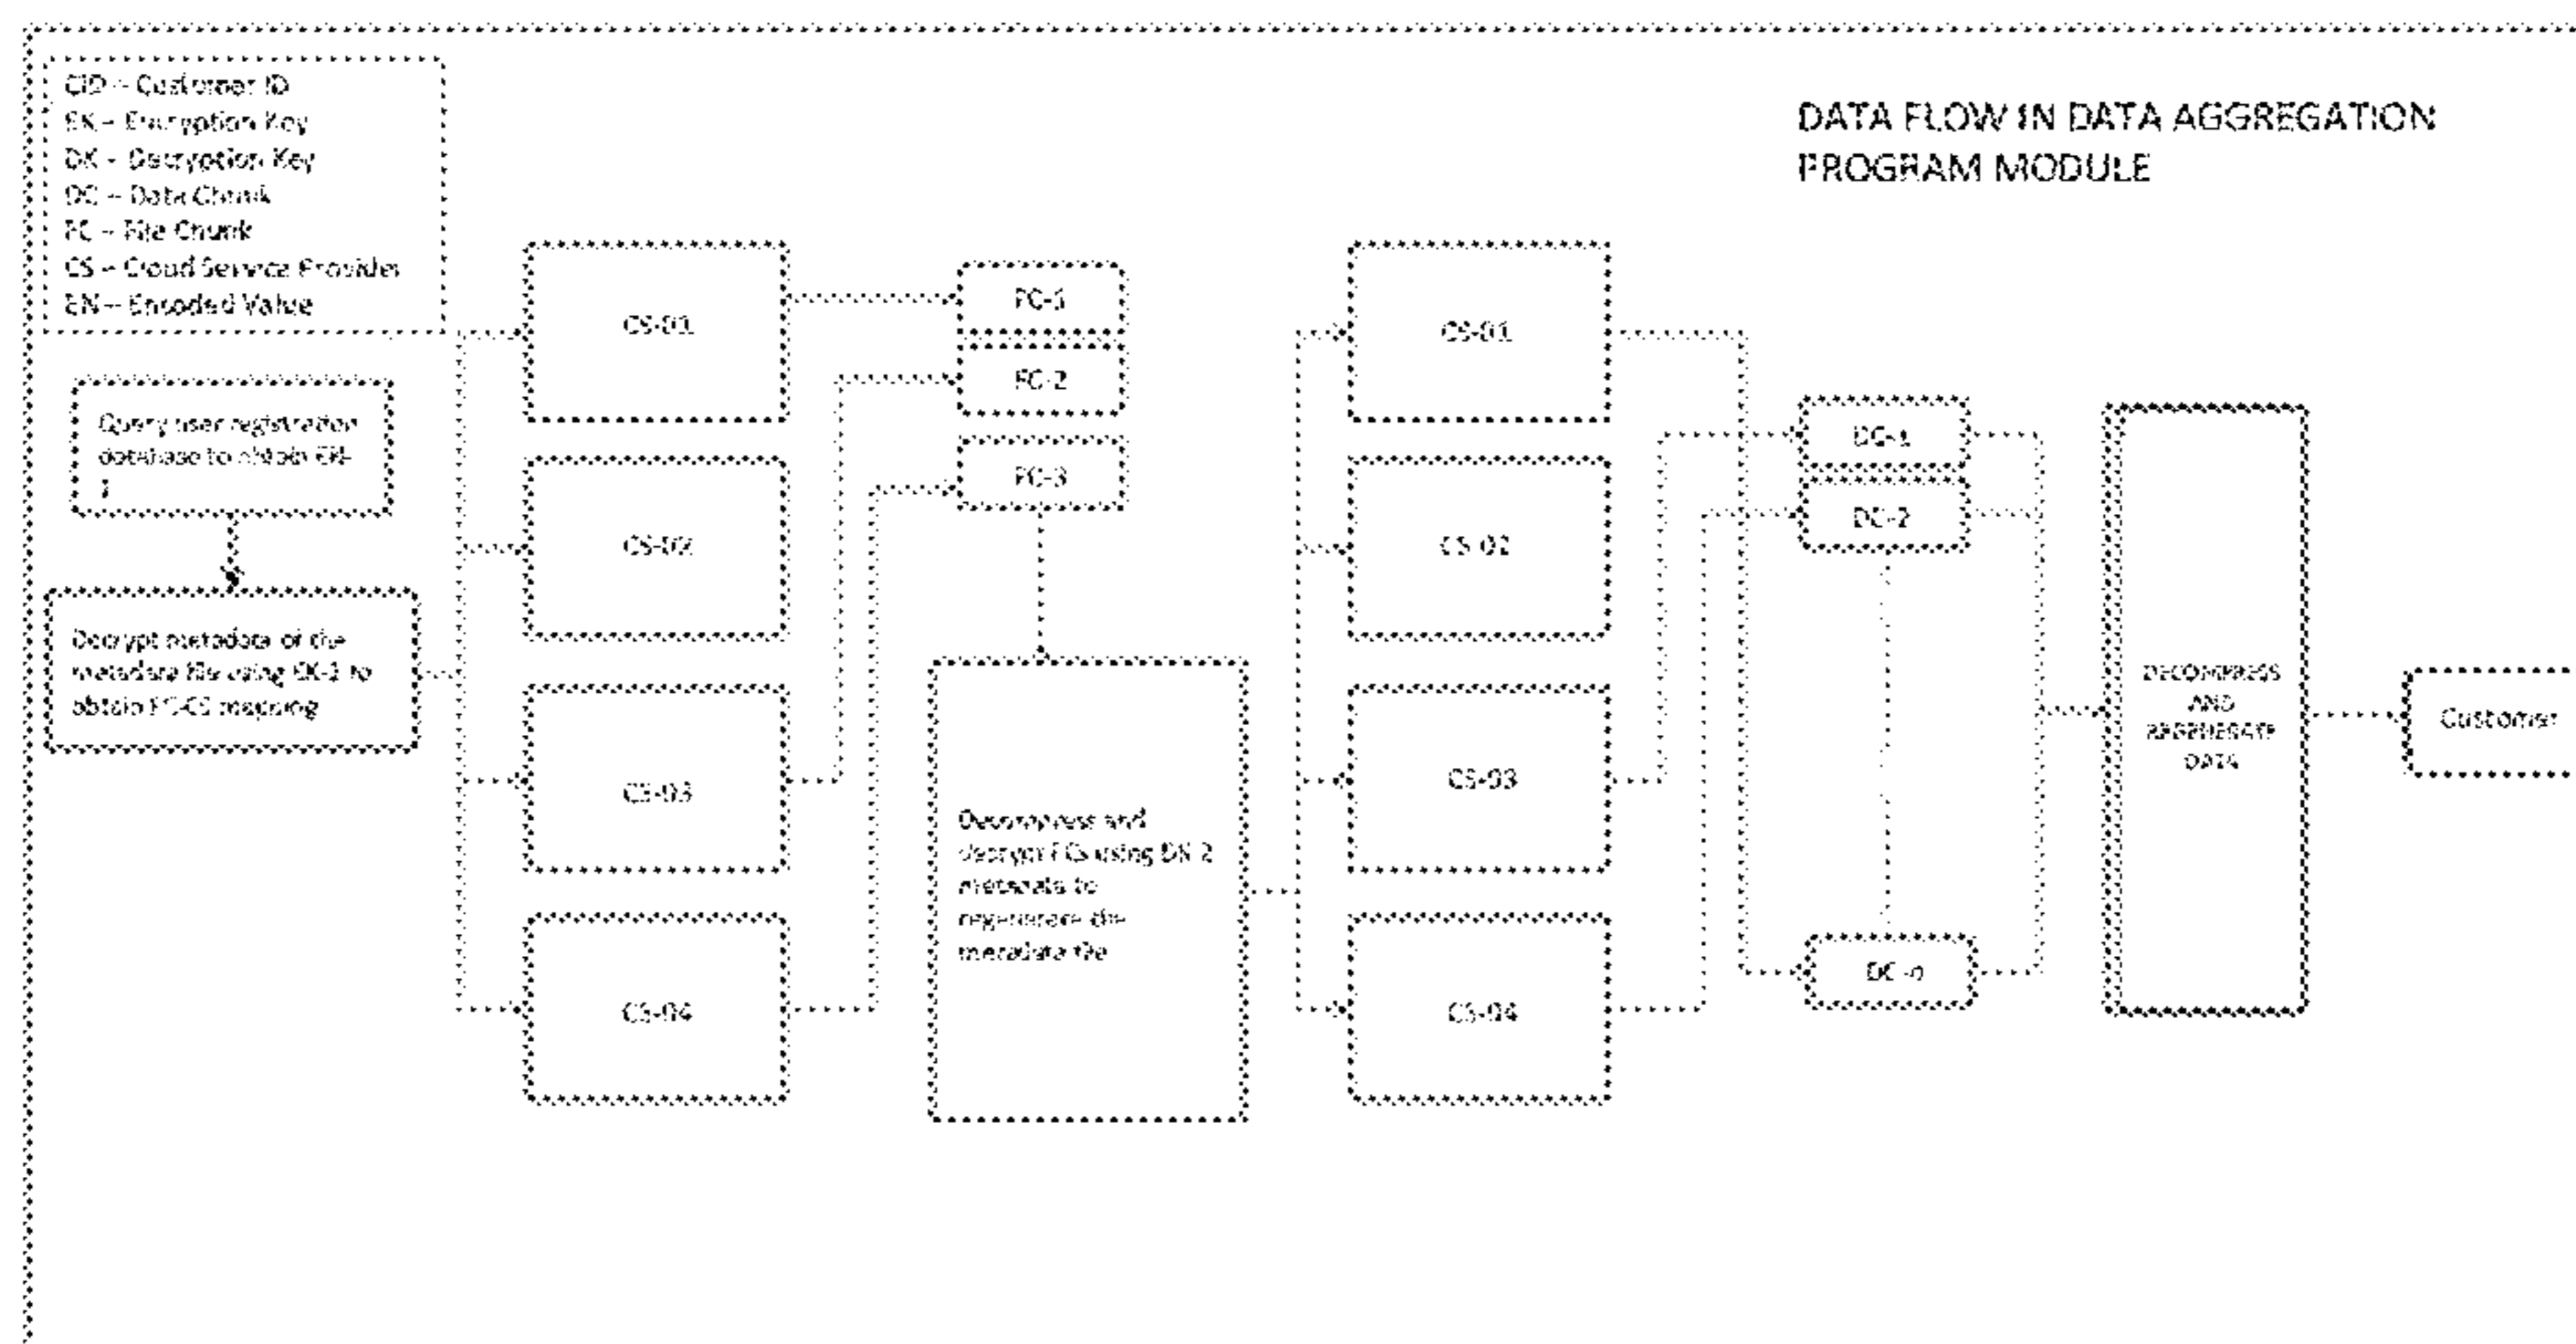 CID – Customer ID
EK – Encryption Key
DK – Decryption Key
DC – Data Chunk
FC – File Chunk
CS – Cloud Service Provider
EN – Encoded Value
DATA FLOW IN DATA AGGREGATION
PROGRAM MODULE
Query user registration
database to obtain
Decrypt metadata of the
metadata file using to
obtain FC-CS mapping
CS-01
CS-02
CS-03
CS-04
FC-1
FC-2
FC-3
Decompress and
decrypt FCs using
to
regenerate the
metadata file
CS-01
CS-02
CS-03
CS-04
DC-1
DC-2
DC-n
DECOMPRESS
AND
REGENERATE
DATA
Customer